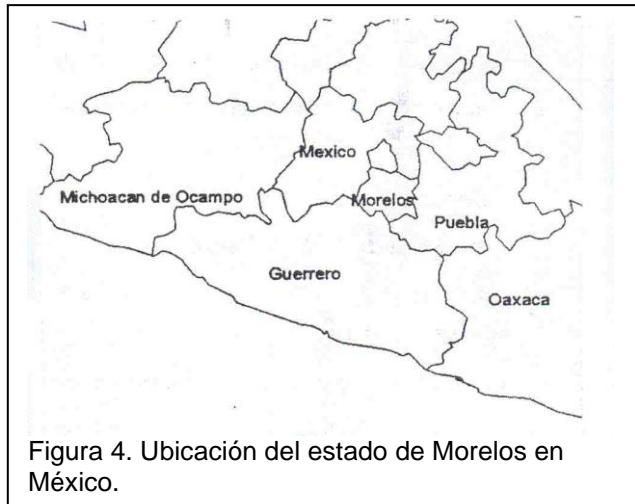 Mexico
Michoacan de Ocampo
Morelos
Puebla
Guerrero
Oaxaca
Figura 4. Ubicación del estado de Morelos en
México.